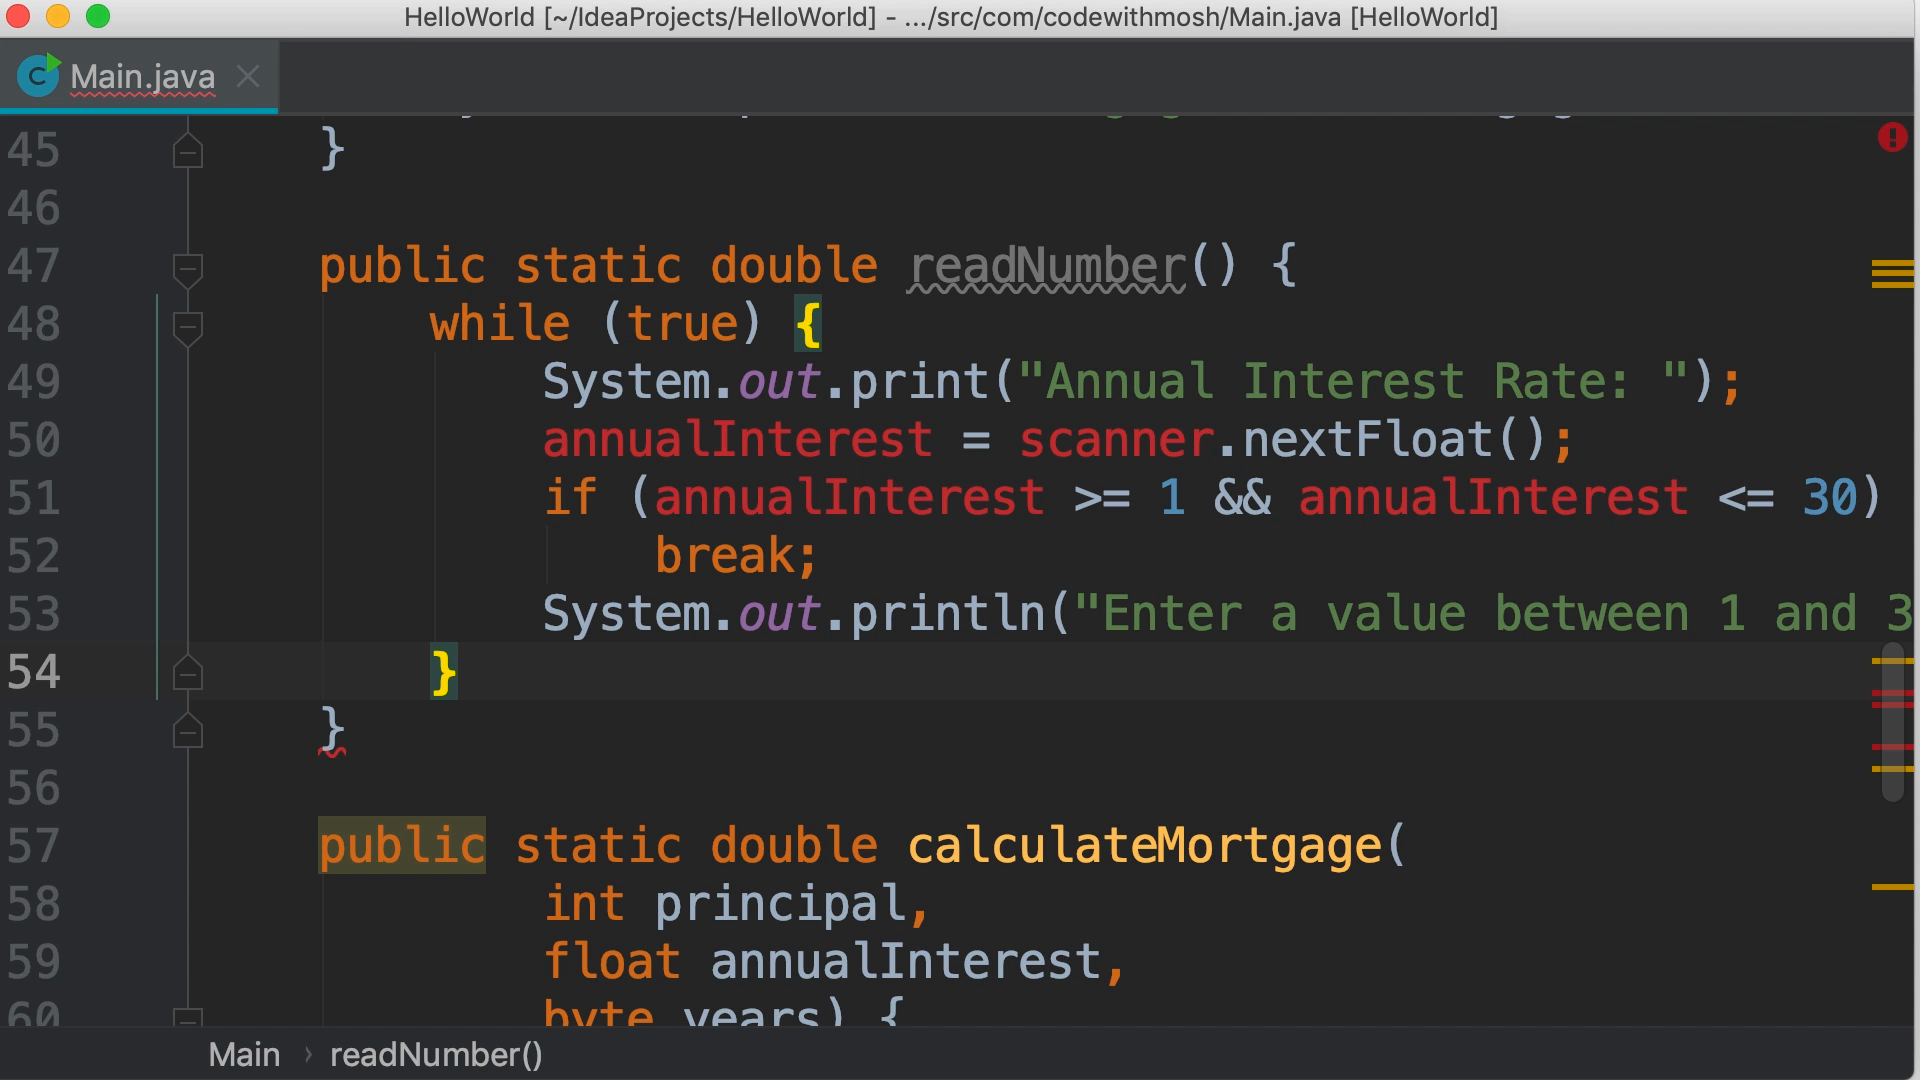 HelloWorld [~/IdeaProjects/HelloWorld] - .../src/com/codewithmosh/Main.java [HelloWorld]
Main.java
45 }
46
47 public static double readNumber() {
48 while (true) {
49 System.out.print("Annual Interest Rate: ");
50 annualInterest = scanner.nextFloat();
51 if (annualInterest >= 1 && annualInterest <= 30)
52 break;
53 System.out.println("Enter a value between 1 and 3
54 }
55 }
56
57 public static double calculateMortgage(
58 int principal,
59 float annualInterest,
60 byte years) {
Main › readNumber()